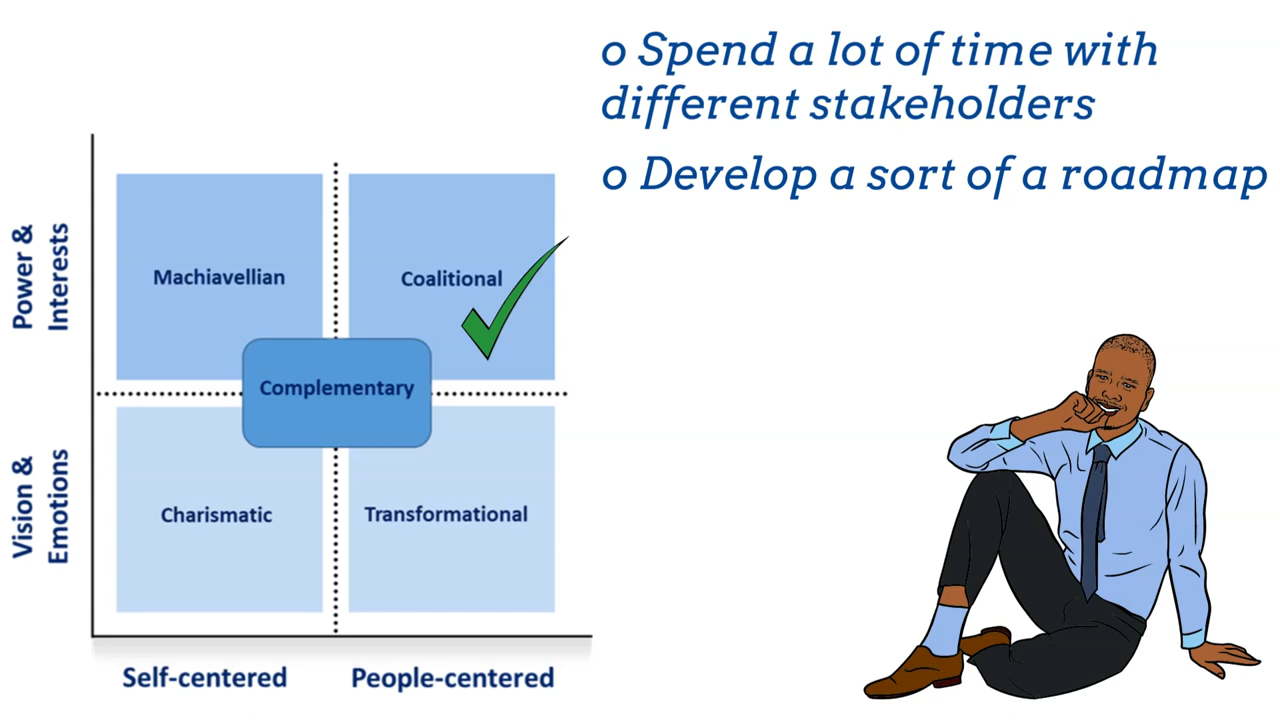 o Spend a lot of time with
different stakeholders
o Develop a sort of a roadmap
Power &
Interests
Machiavellian
Coalitional
Complementary
Vision &
Emotions
Charismatic
Transformational
Self-centered
People-centered